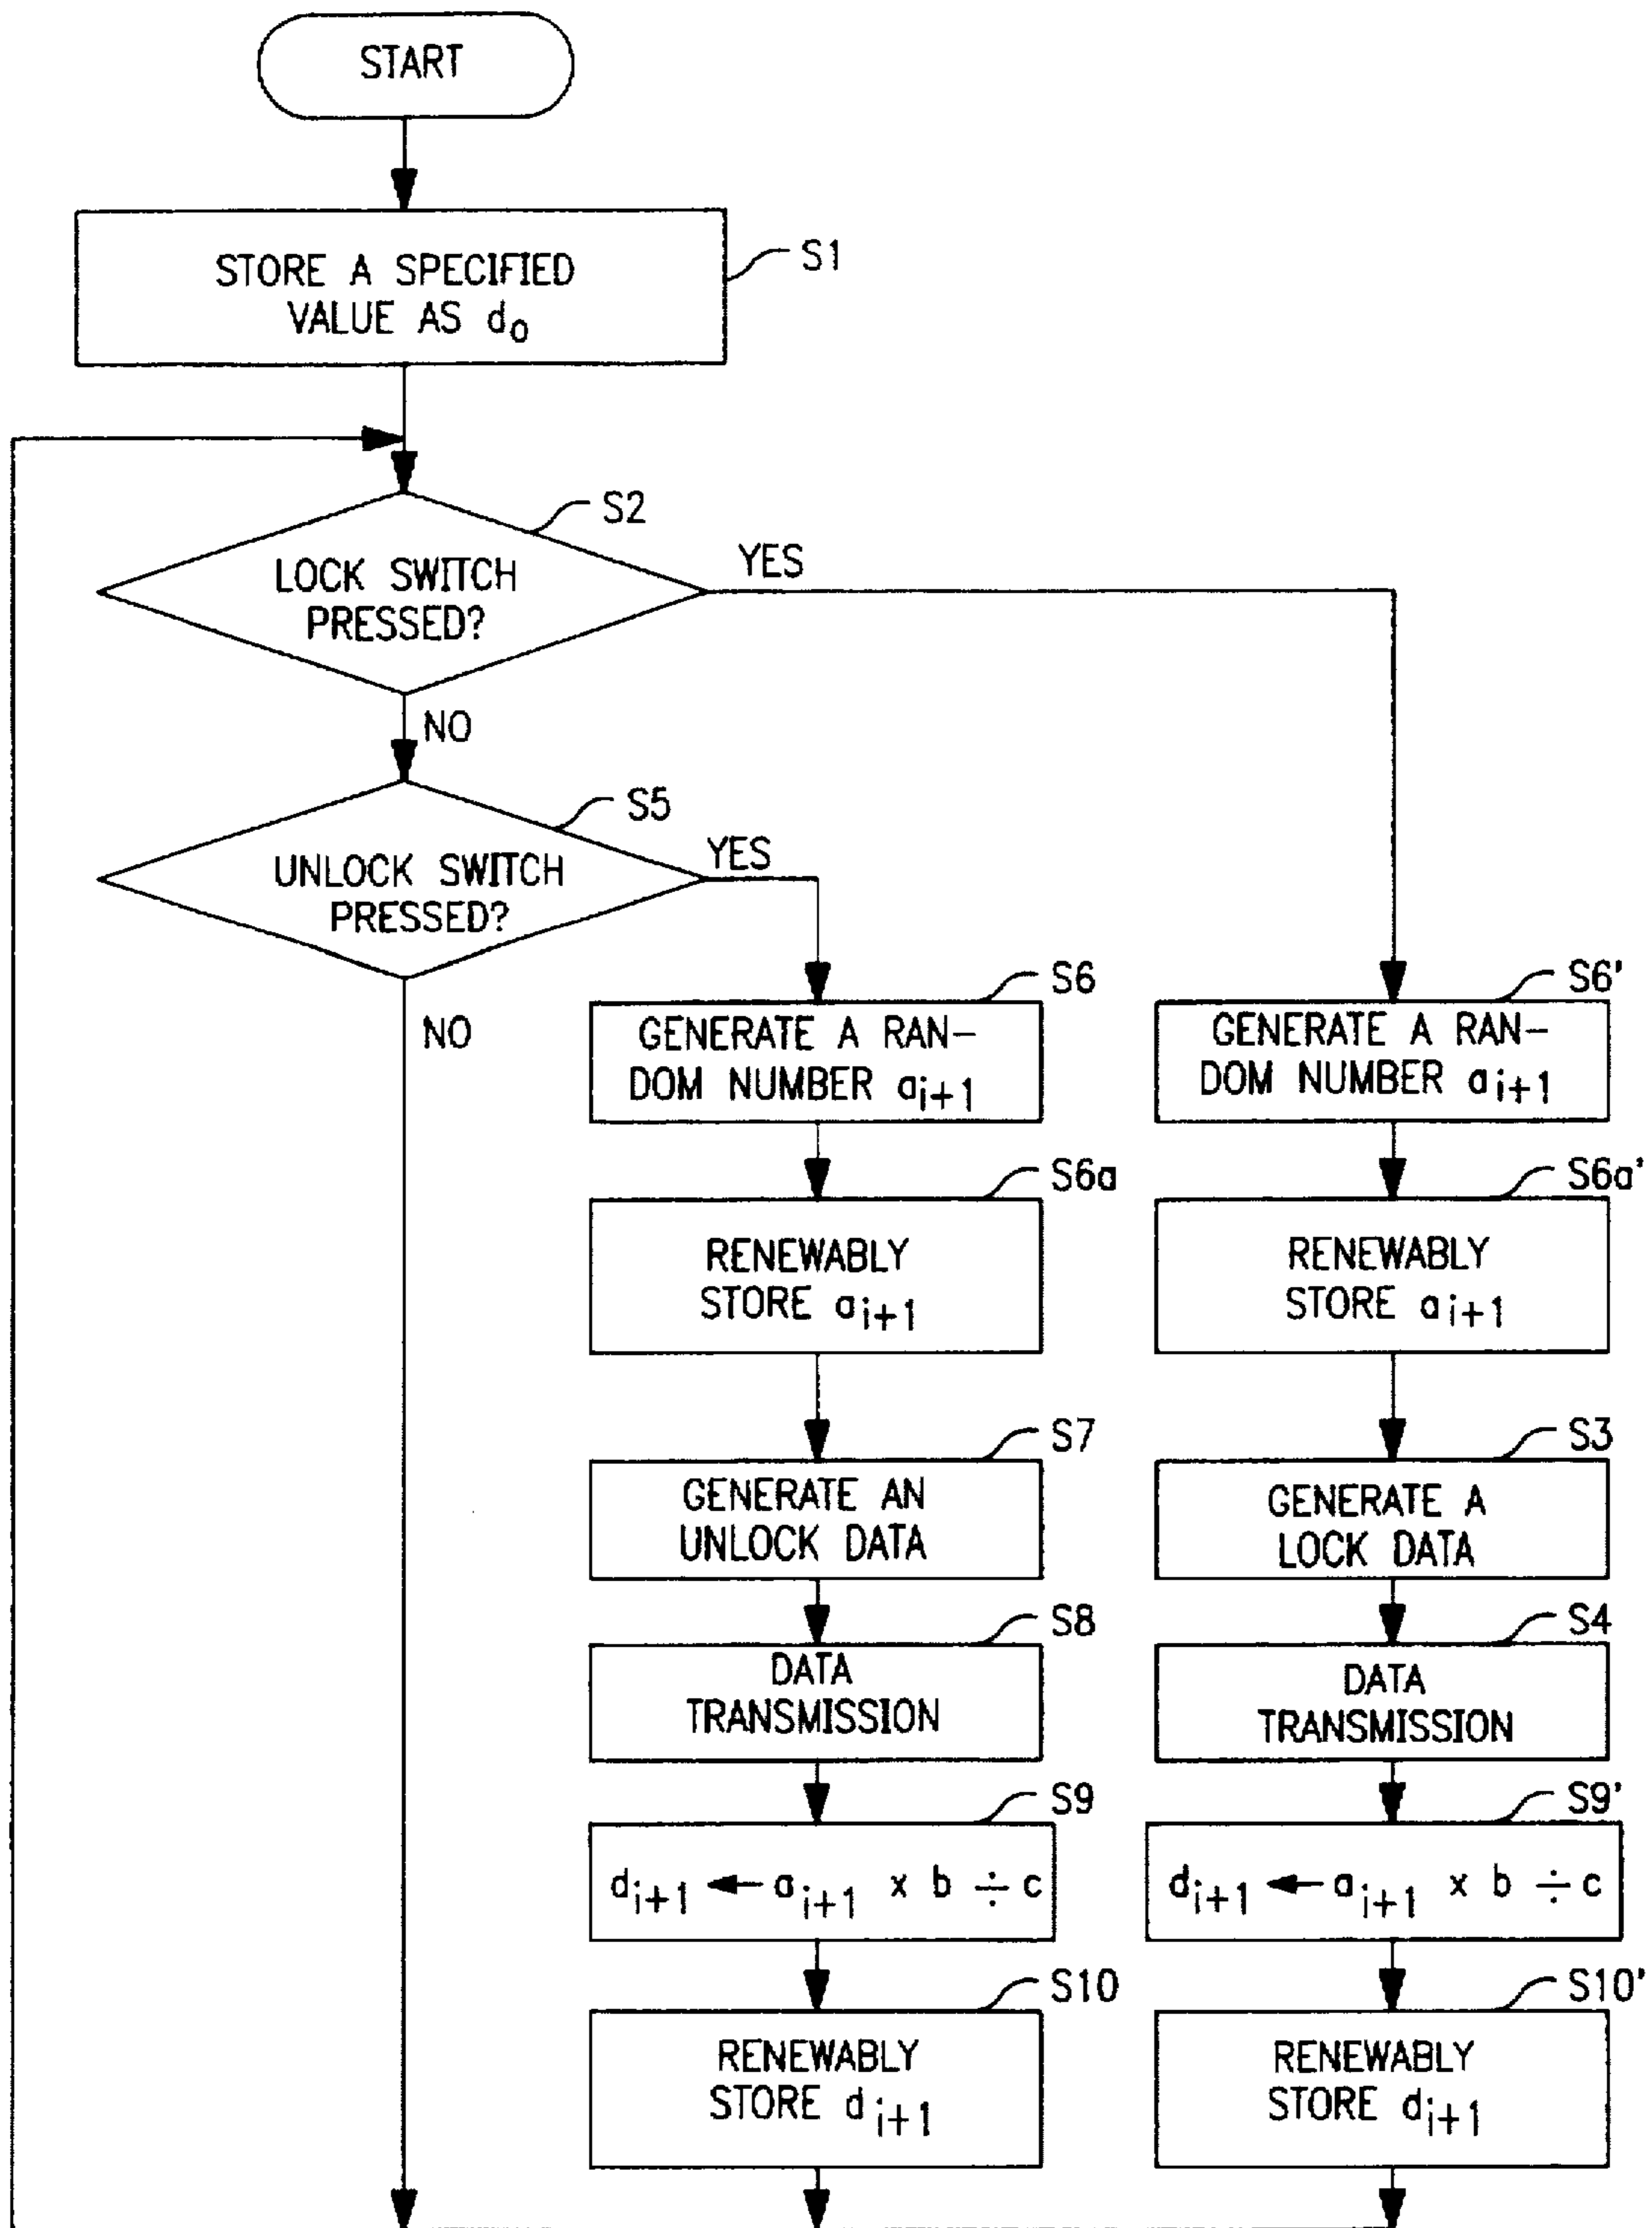 START
STORE A SPECIFIED
VALUE AS d₀
S1
LOCK SWITCH
PRESSED?
S2
YES
NO
UNLOCK SWITCH
PRESSED?
S5
YES
NO
S6
GENERATE A RAN-
DOM NUMBER aᵢ₊₁
S6a
RENEWABLY
STORE aᵢ₊₁
S7
GENERATE AN
UNLOCK DATA
S8
DATA
TRANSMISSION
S9
dᵢ₊₁ ← aᵢ₊₁ x b ÷ c
S10
RENEWABLY
STORE dᵢ₊₁
S6'
GENERATE A RAN-
DOM NUMBER aᵢ₊₁
S6a'
RENEWABLY
STORE aᵢ₊₁
S3
GENERATE A
LOCK DATA
S4
DATA
TRANSMISSION
S9'
dᵢ₊₁ ← aᵢ₊₁ x b ÷ c
S10'
RENEWABLY
STORE dᵢ₊₁